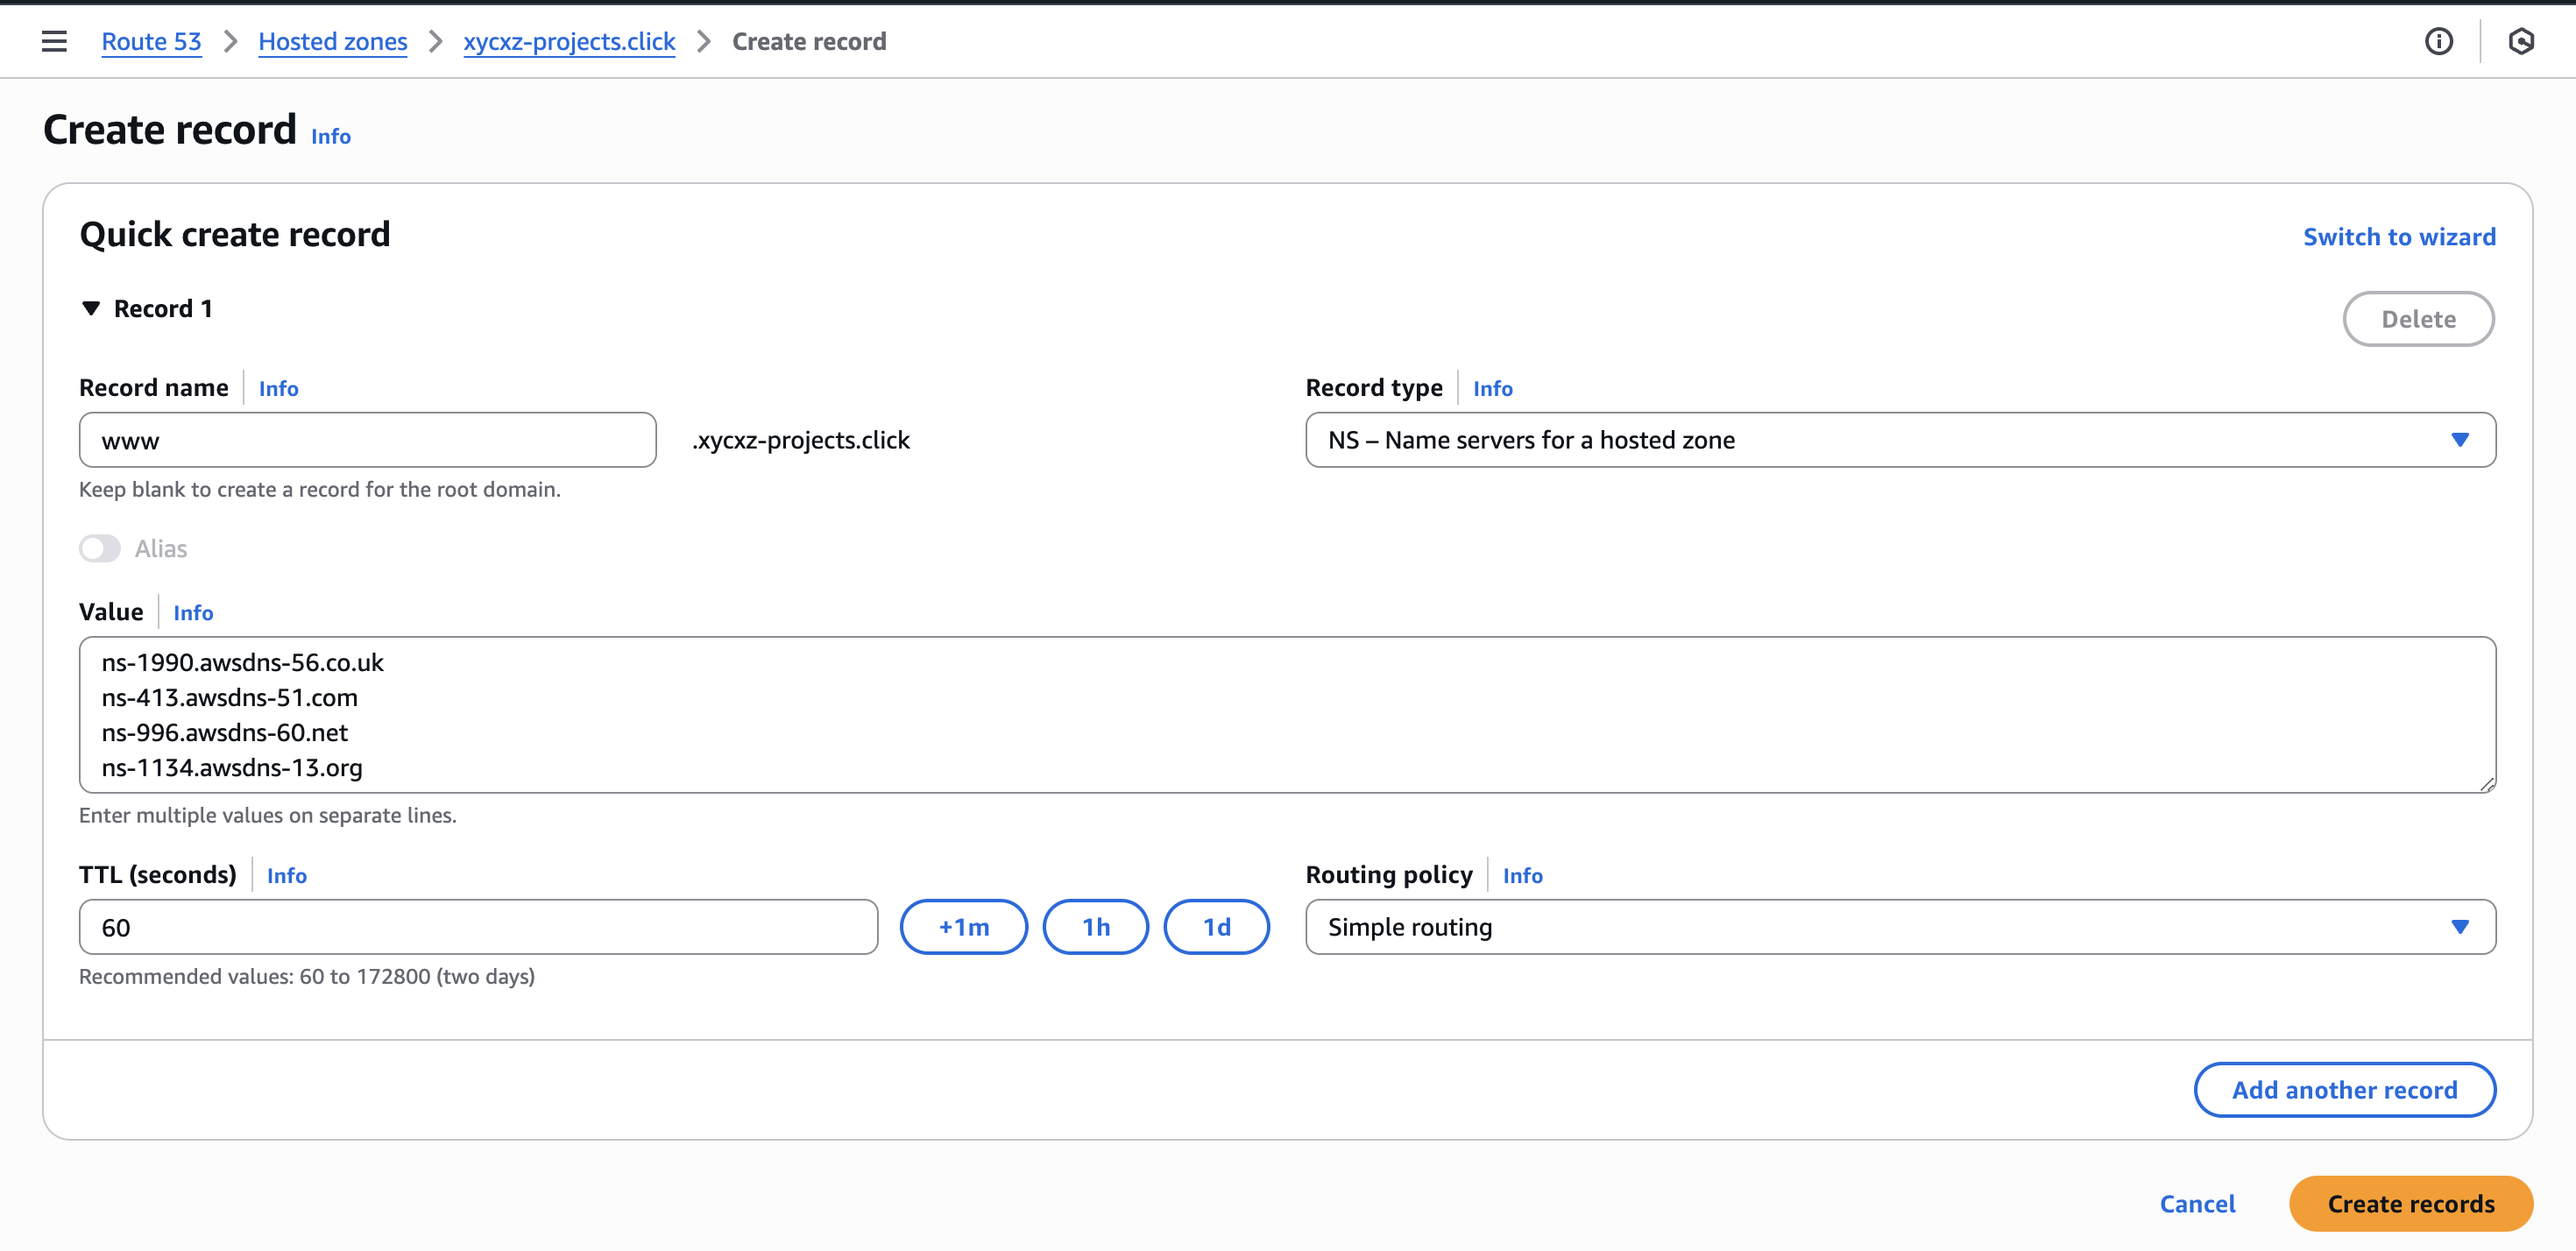 Route 53 > Hosted zones > xycxz-projects.click > Create record
Create record Info
Quick create record
Switch to wizard
Record 1
Delete
Record name Info
www
.xycxz-projects.click
Keep blank to create a record for the root domain.
Record type Info
NS – Name servers for a hosted zone
Alias
Value Info
ns-1990.awsdns-56.co.uk
ns-413.awsdns-51.com
ns-996.awsdns-60.net
ns-1134.awsdns-13.org
Enter multiple values on separate lines.
TTL (seconds) Info
60
+1m
1h
1d
Recommended values: 60 to 172800 (two days)
Routing policy Info
Simple routing
Add another record
Cancel
Create records